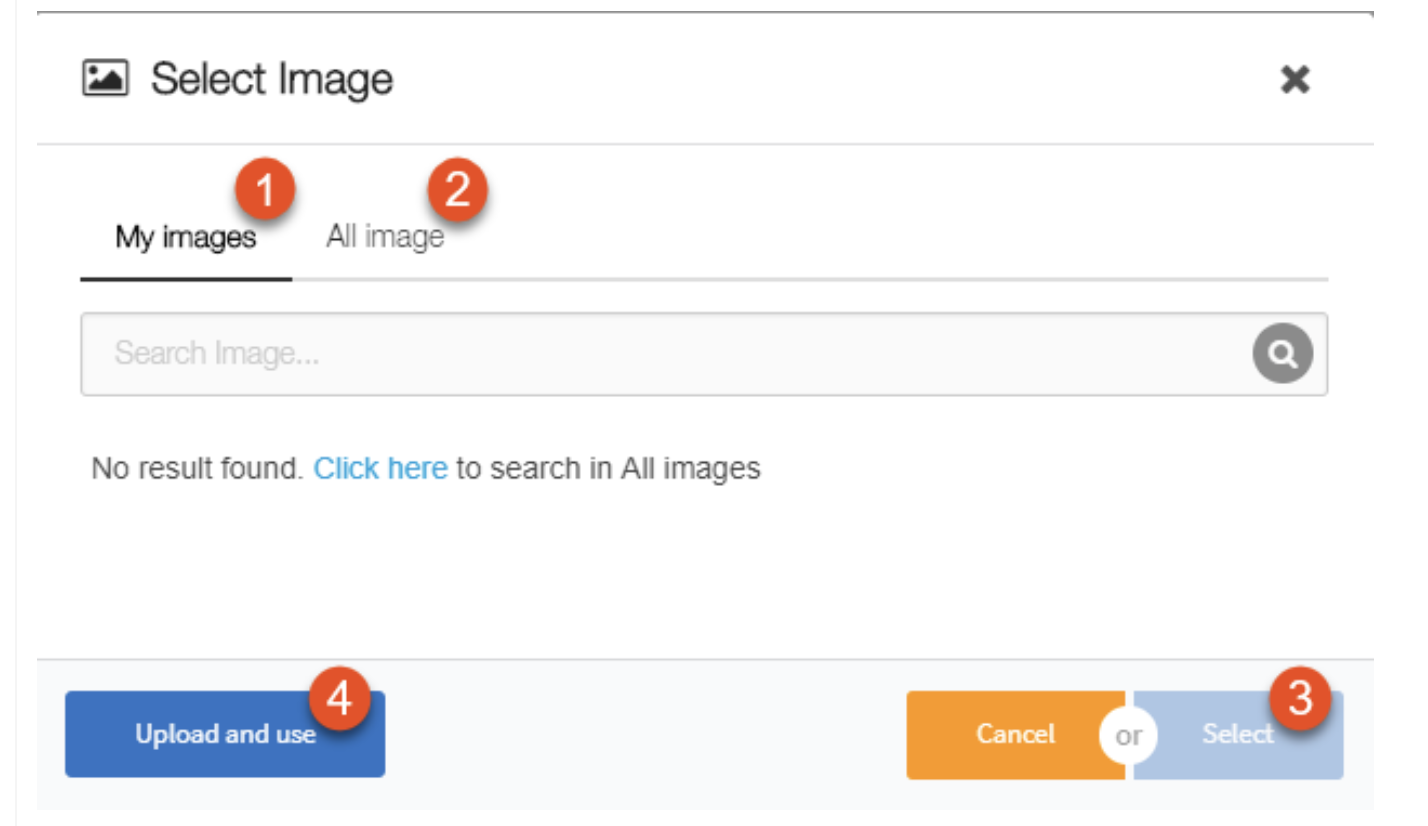 Select Image
1 2
My images All image
Search Image...
No result found. Click here to search in All images
4 3
Upload and use Cancel or Select